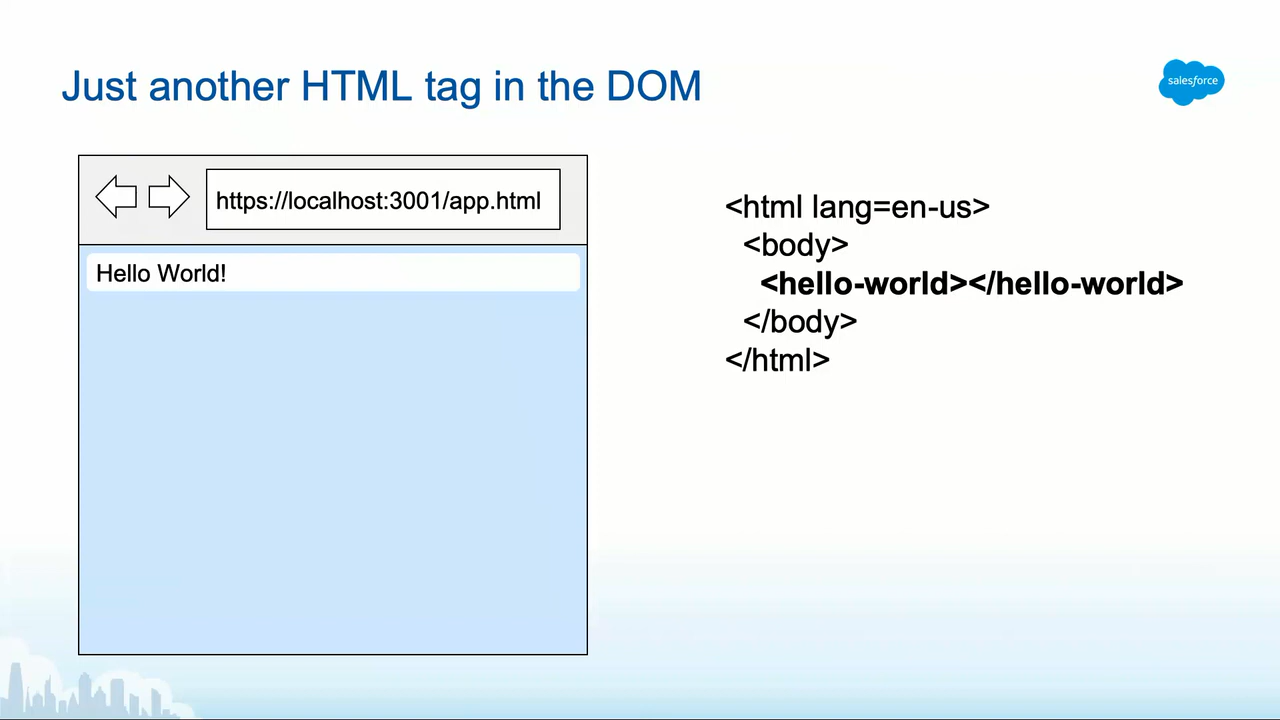 Just another HTML tag in the DOM
salesforce
https://localhost:3001/app.html
Hello World!
<html lang=en-us>
<body>
<hello-world></hello-world>
</body>
</html>